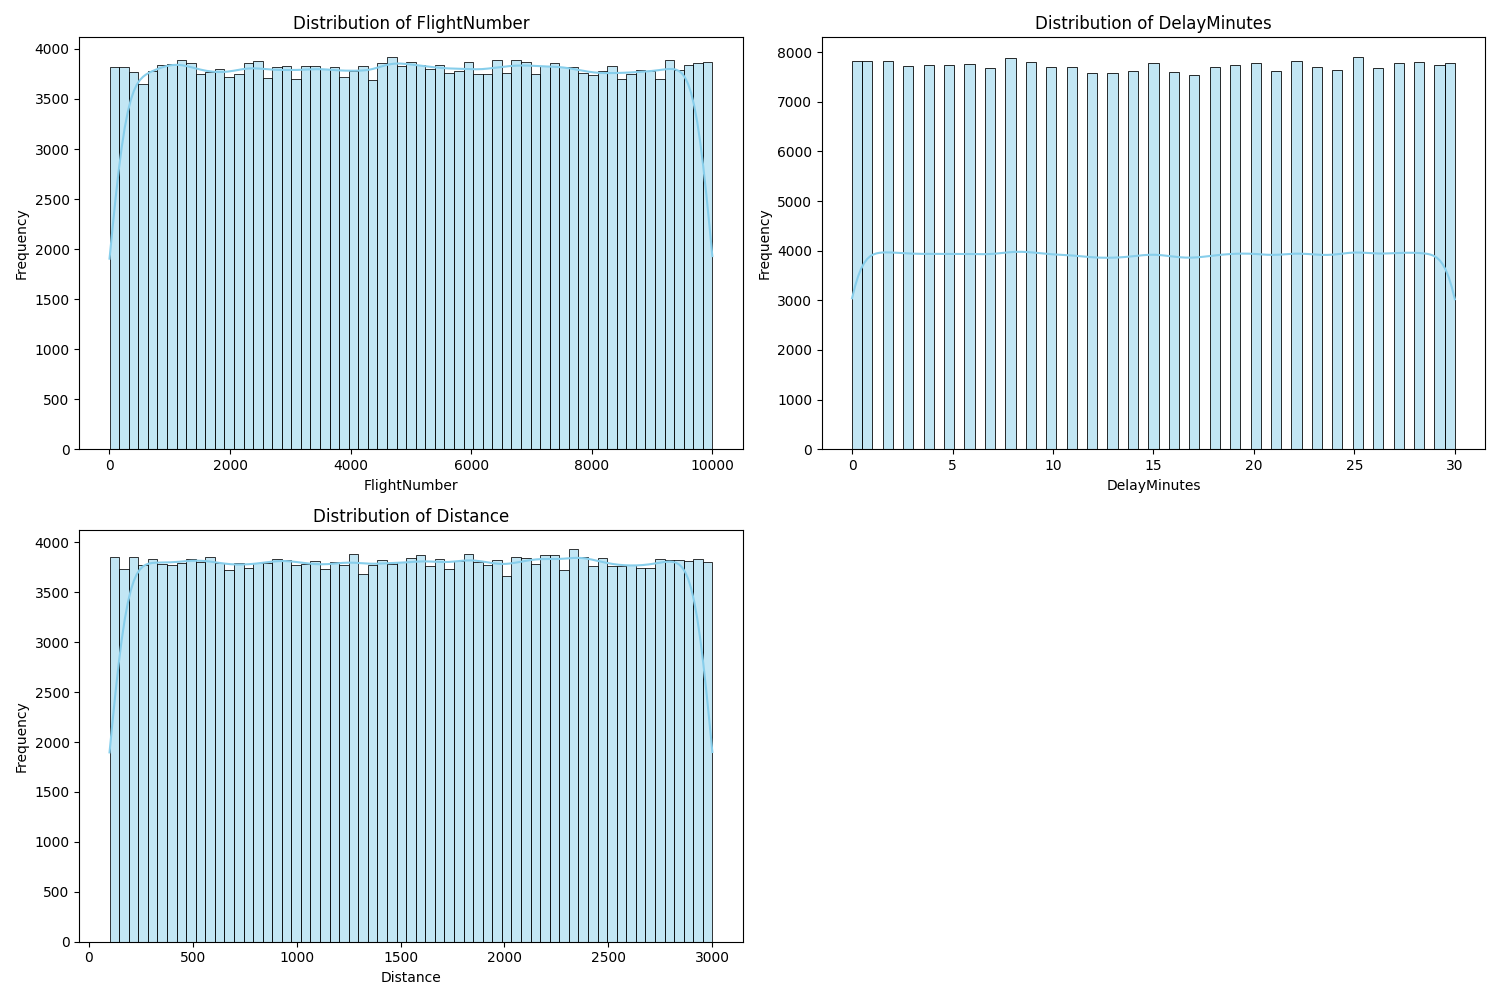 Distribution of FlightNumber
4000
3500
3000
2500
2000
1500
1000
500
0
Frequency
0 2000 4000 6000 8000 10000
FlightNumber
Distribution of DelayMinutes
8000
7000
6000
5000
4000
3000
2000
1000
0
Frequency
0 5 10 15 20 25 30
DelayMinutes
Distribution of Distance
4000
3500
3000
2500
2000
1500
1000
500
0
Frequency
0 500 1000 1500 2000 2500 3000
Distance